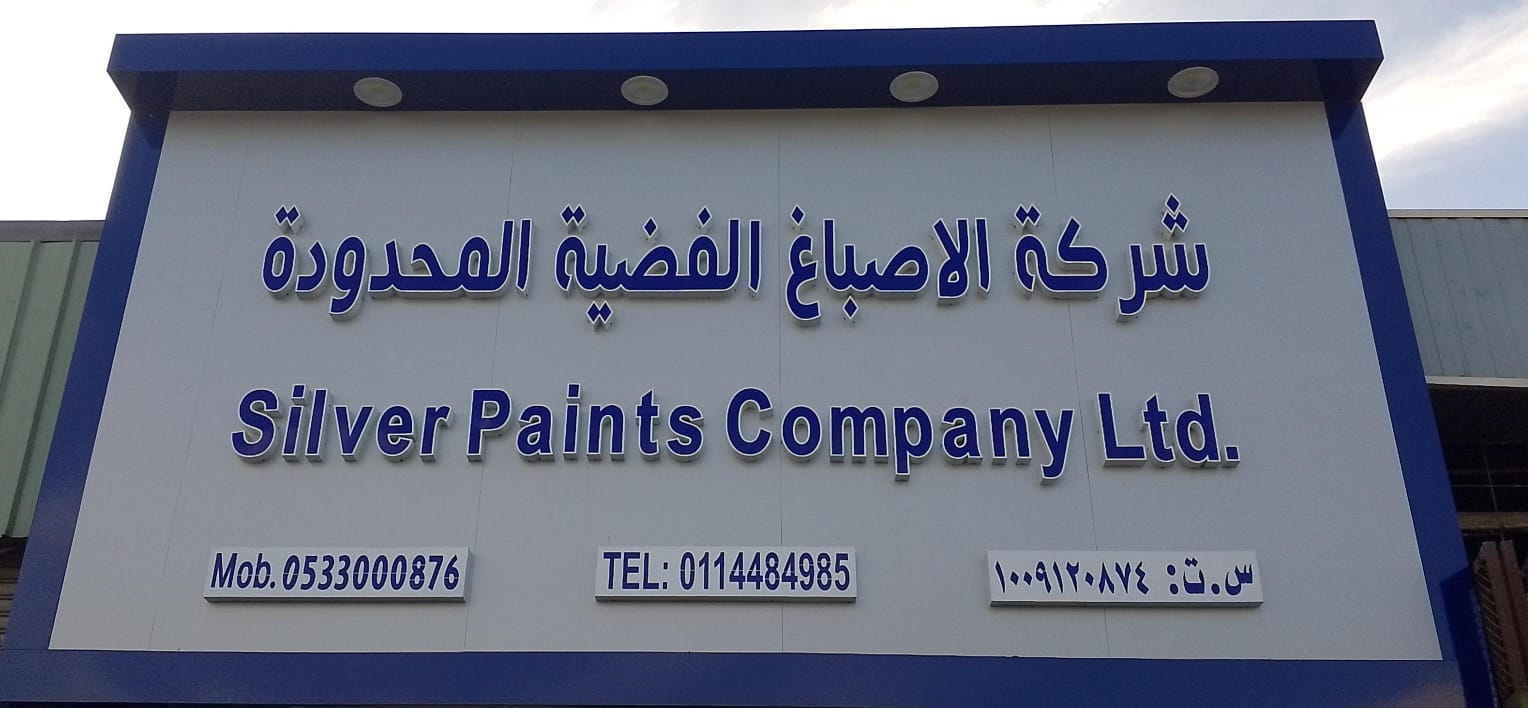 شركة الاصباغ الفضية المحدودة
Silver Paints Company Ltd.
Mob. 0533000876
TEL: 0114484985
س.ت: ١٠٠٩١٢٠٨٧٤